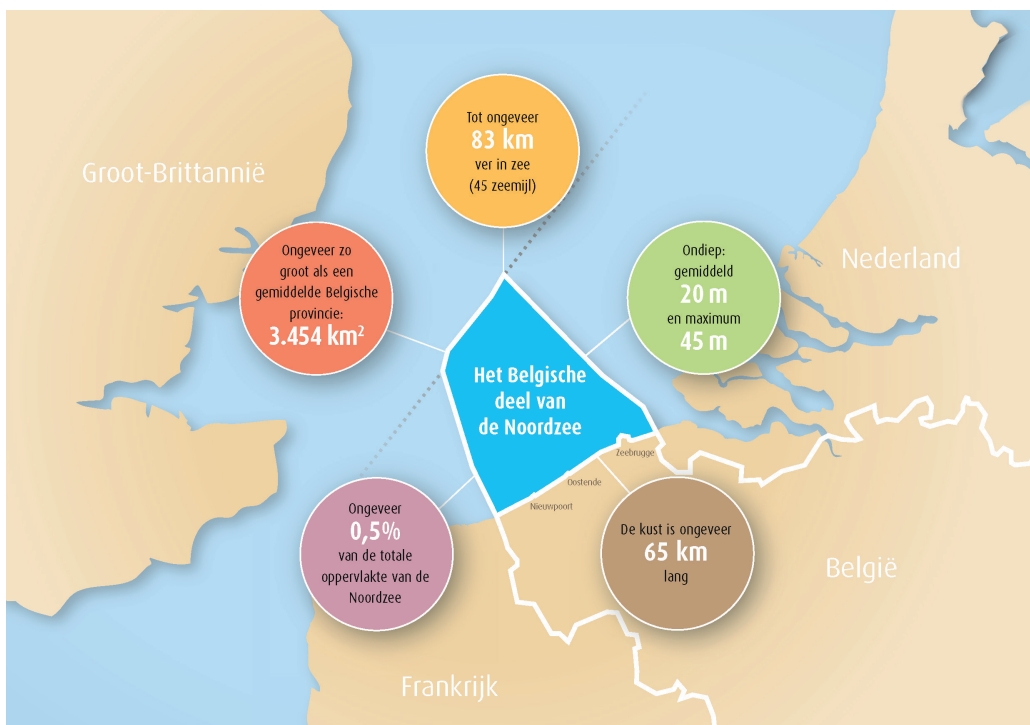 Tot ongeveer
83 km
ver in zee
(45 zeemijl)
Groot-Brittannië
Ongeveer zo
groot als een
gemiddelde Belgische
provincie:
3.454 km²
Ondiep:
gemiddeld
20 m
en maximum
45 m
Nederland
Het Belgische
deel van
de Noordzee
Zeebrugge
Oostende
Nieuwpoort
Ongeveer
0,5%
van de totale
oppervlakte van de
Noordzee
De kust is ongeveer
65 km
lang
België
Frankrijk